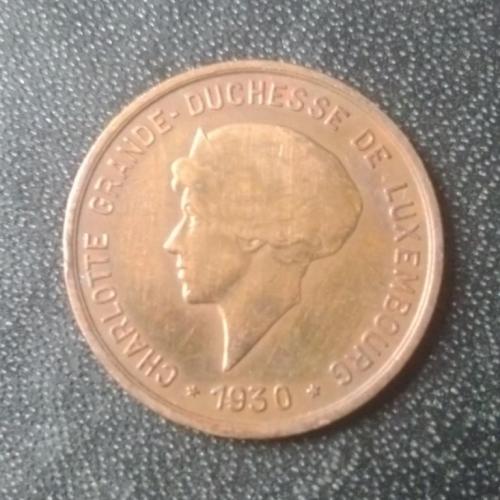 CHARLOTTE GRANDE-DUCHESSE DE LUXEMBOURG
* 1930 *